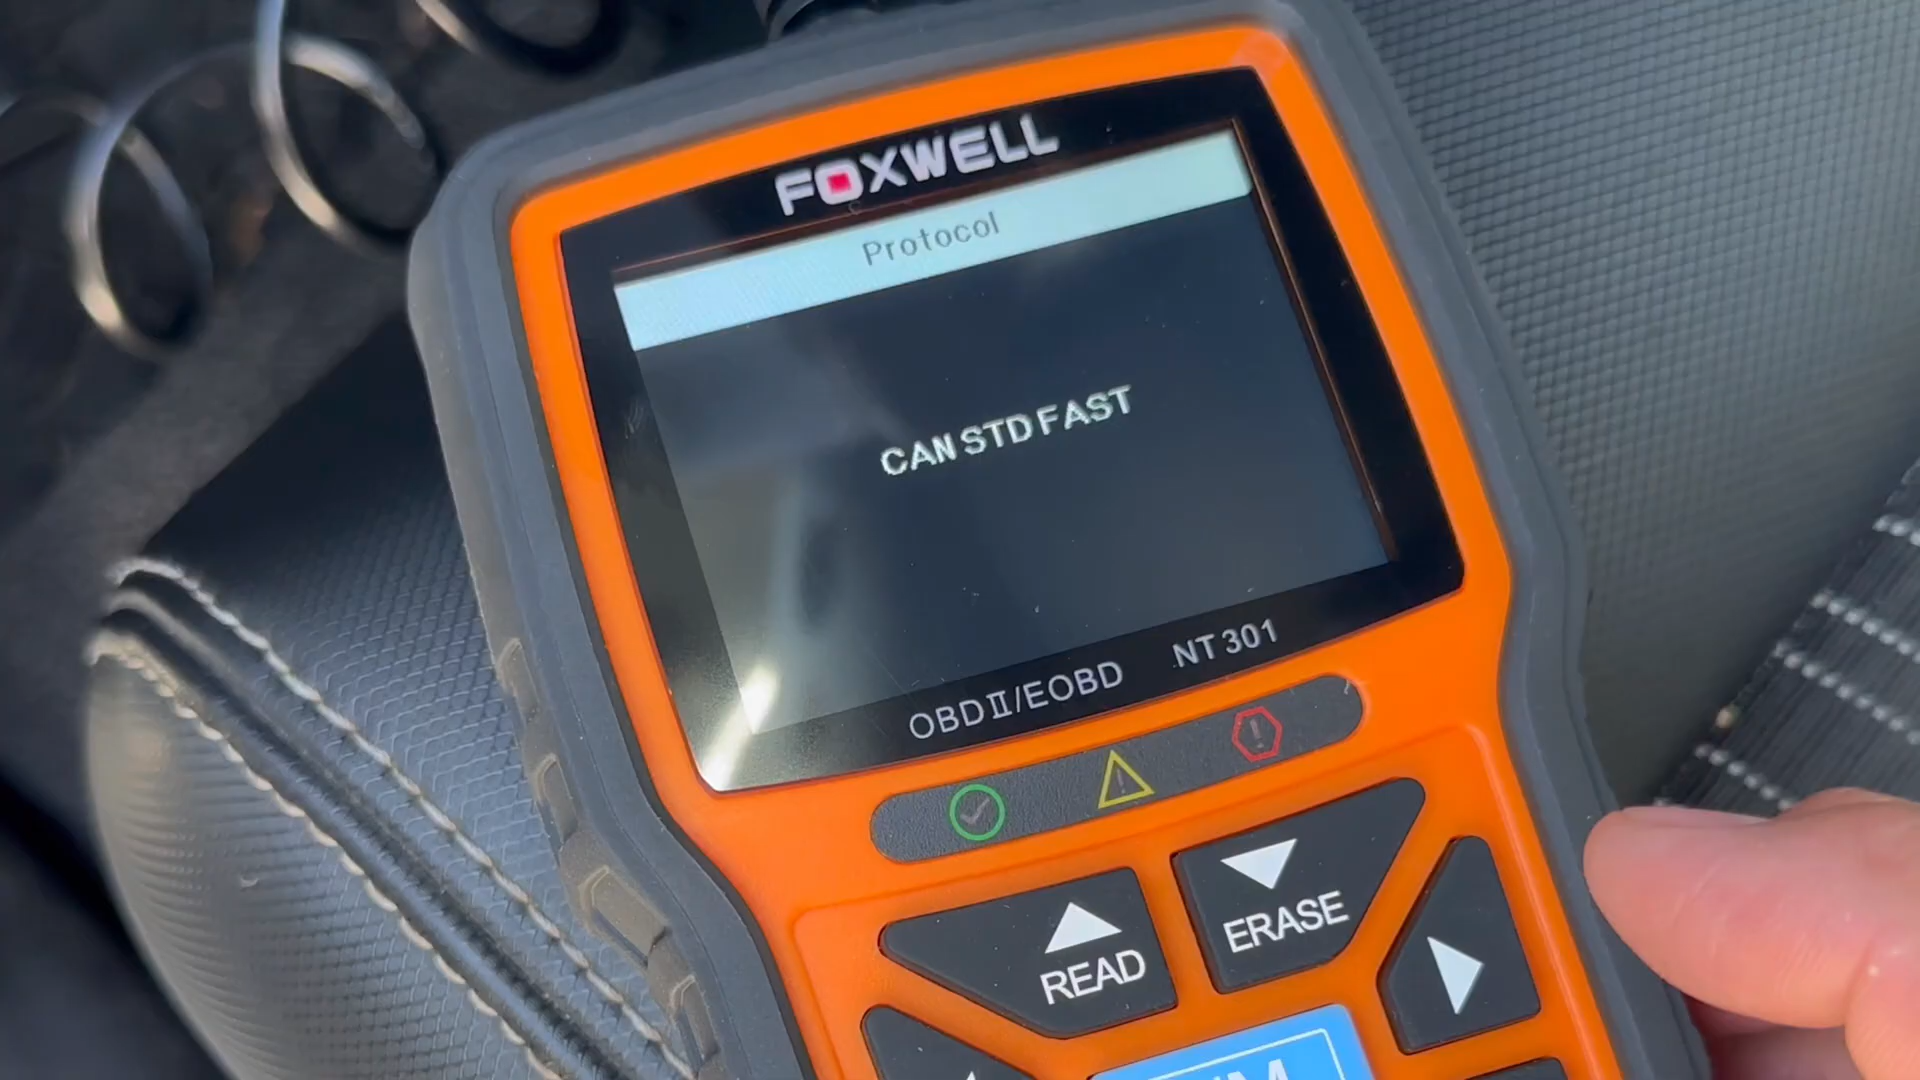 FOXWELL
Protocol
CAN STD FAST
OBDII/EOBD NT301
READ
ERASE